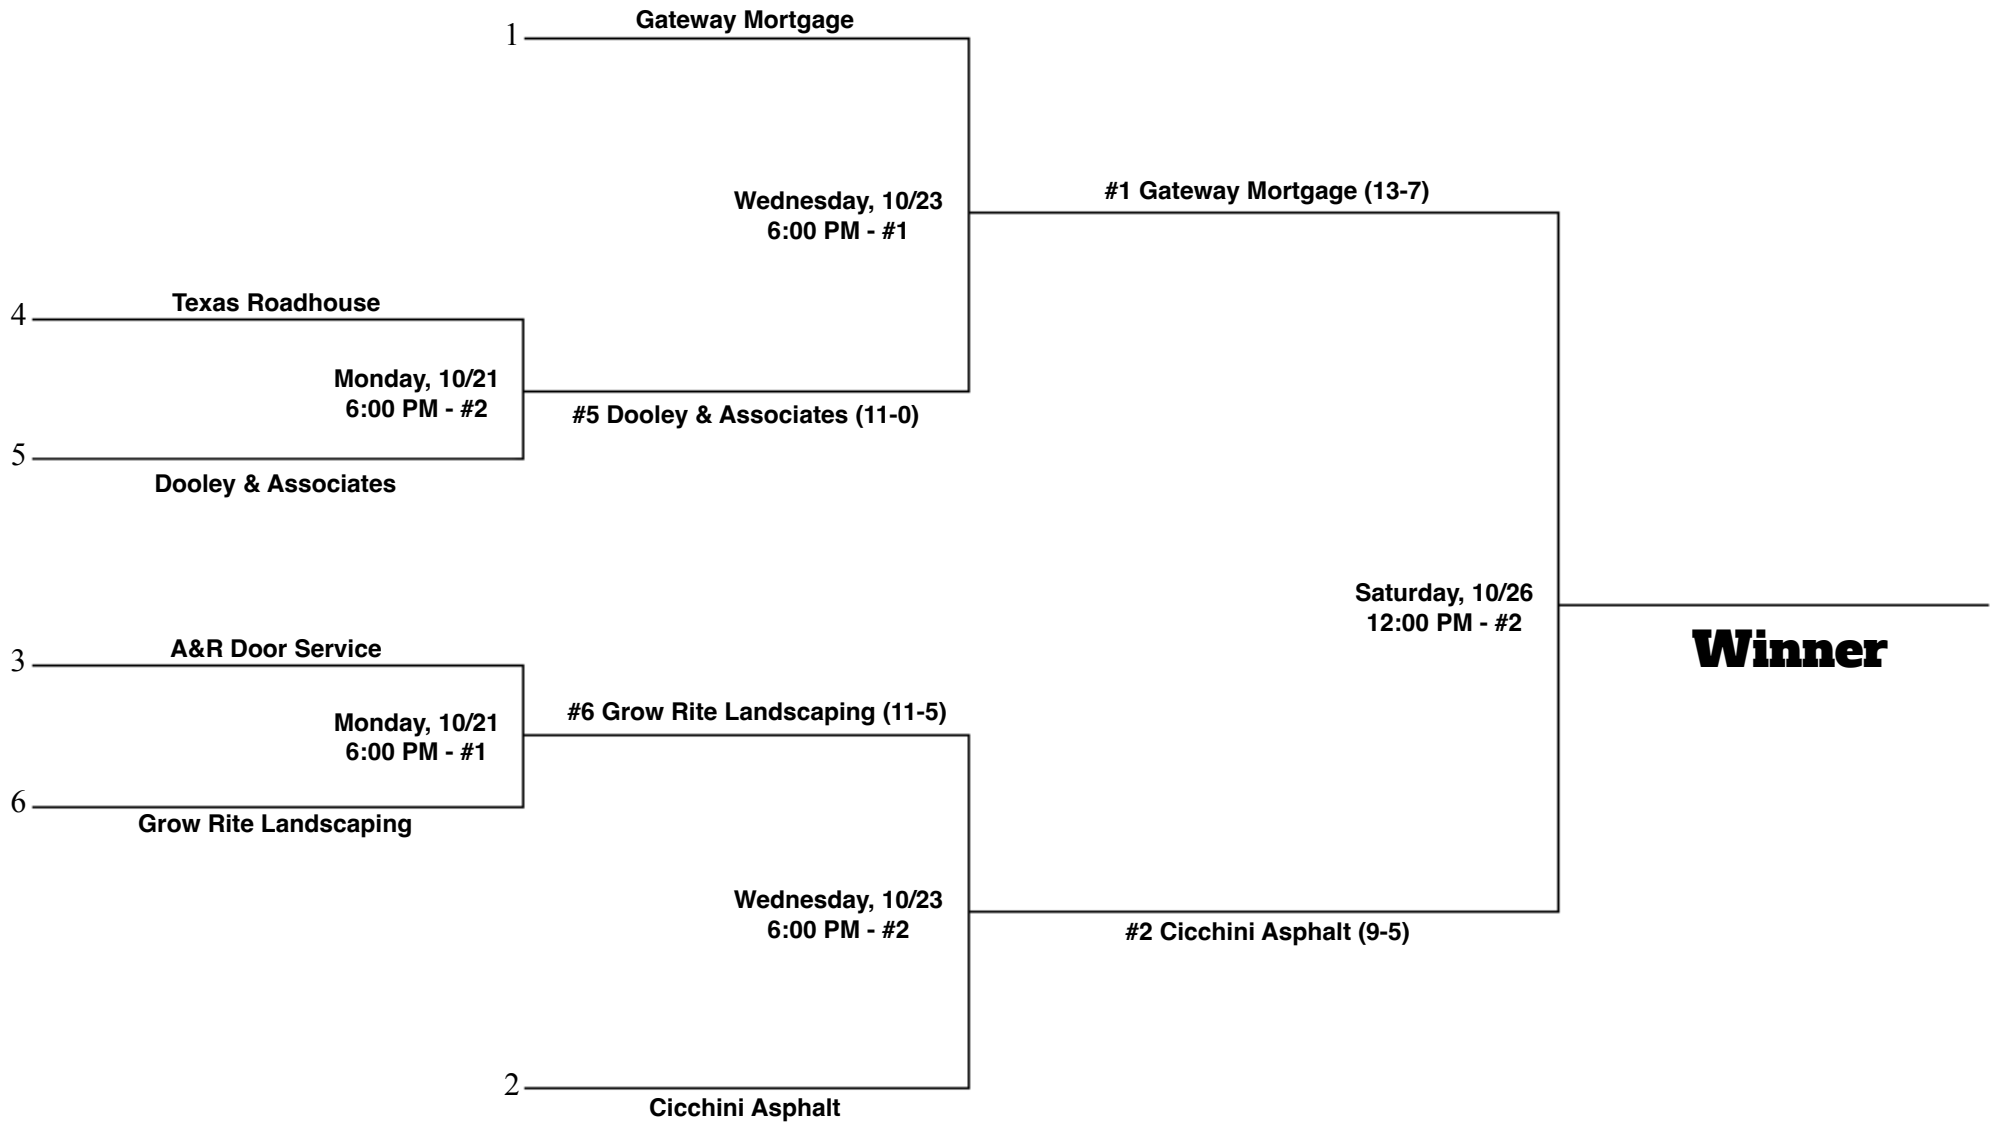 1
Gateway Mortgage
Wednesday, 10/23
6:00 PM - #1
#1 Gateway Mortgage (13-7)
4
Texas Roadhouse
Monday, 10/21
6:00 PM - #2
#5 Dooley & Associates (11-0)
5
Dooley & Associates
Saturday, 10/26
12:00 PM - #2
Winner
3
A&R Door Service
Monday, 10/21
6:00 PM - #1
#6 Grow Rite Landscaping (11-5)
6
Grow Rite Landscaping
Wednesday, 10/23
6:00 PM - #2
#2 Cicchini Asphalt (9-5)
2
Cicchini Asphalt